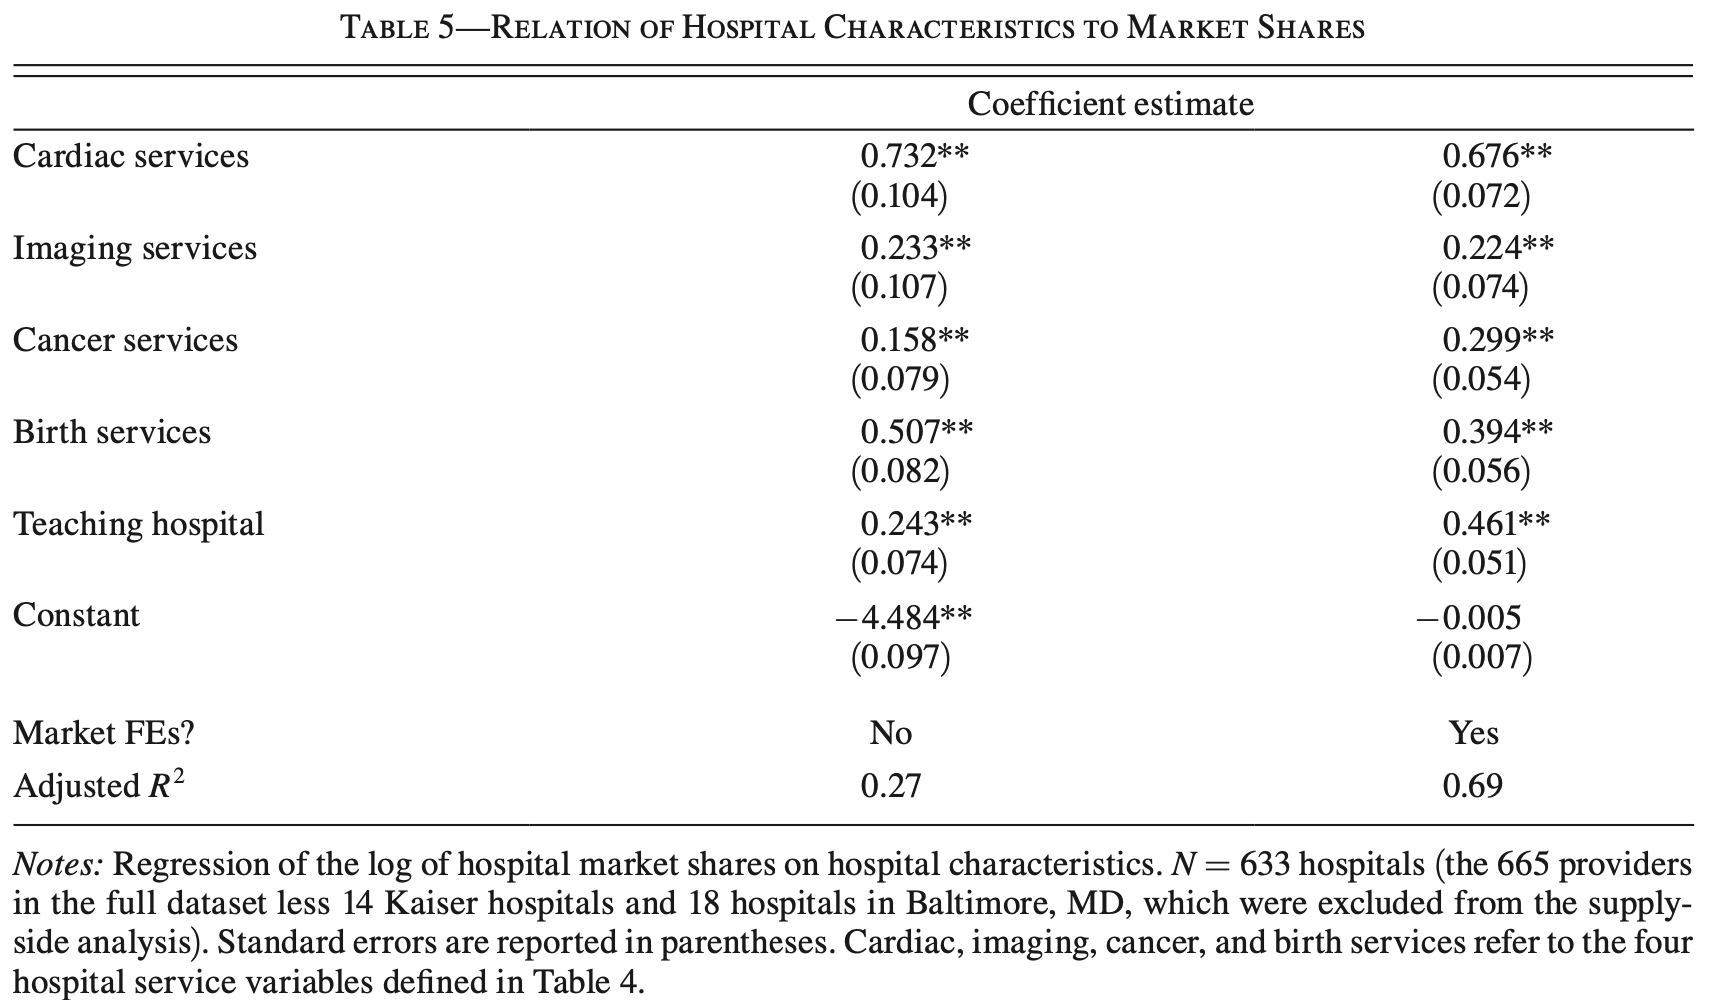 TABLE 5—RELATION OF HOSPITAL CHARACTERISTICS TO MARKET SHARES
Coefficient estimate
Cardiac services 0.732** 0.676**
(0.104) (0.072)
Imaging services 0.233** 0.224**
(0.107) (0.074)
Cancer services 0.158** 0.299**
(0.079) (0.054)
Birth services 0.507** 0.394**
(0.082) (0.056)
Teaching hospital 0.243** 0.461**
(0.074) (0.051)
Constant −4.484** −0.005
(0.097) (0.007)
Market FEs? No Yes
Adjusted R² 0.27 0.69
Notes: Regression of the log of hospital market shares on hospital characteristics. N = 633 hospitals (the 665 providers
in the full dataset less 14 Kaiser hospitals and 18 hospitals in Baltimore, MD, which were excluded from the supply-
side analysis). Standard errors are reported in parentheses. Cardiac, imaging, cancer, and birth services refer to the four
hospital service variables defined in Table 4.